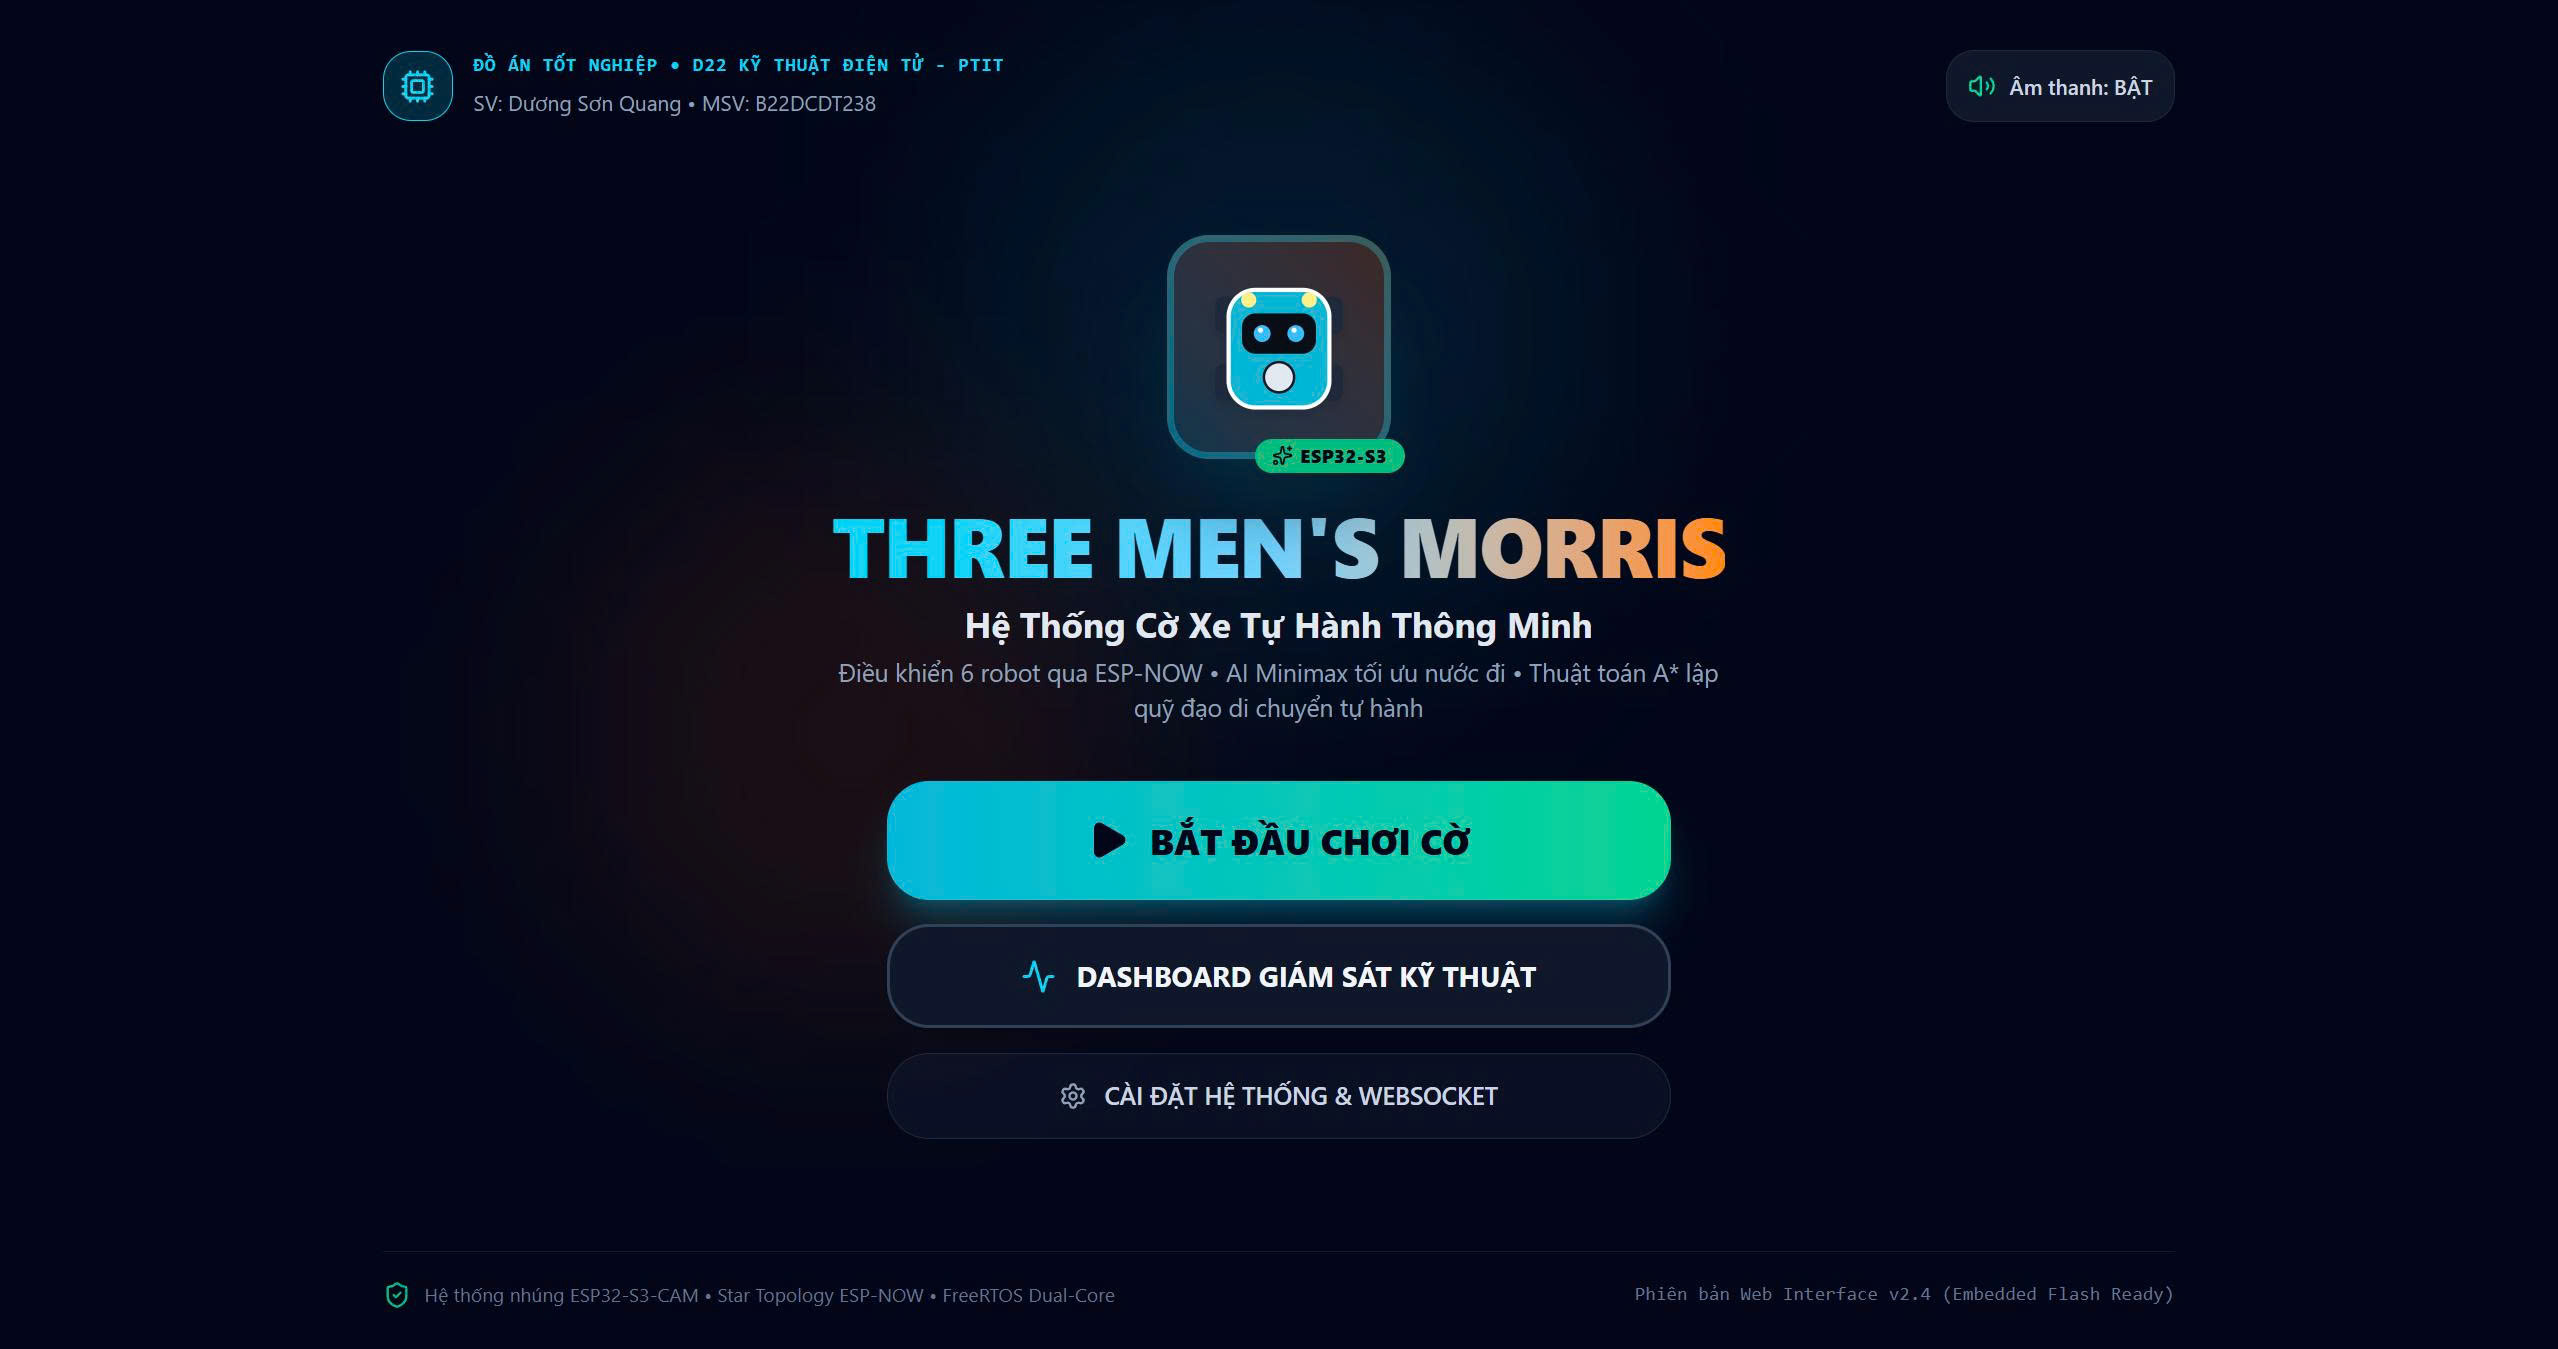 ĐỒ ÁN TỐT NGHIỆP • D22 KỸ THUẬT ĐIỆN TỬ - PTIT
SV: Dương Sơn Quang • MSV: B22DCDT238
Âm thanh: BẬT
ESP32-S3
THREE MEN'S MORRIS
Hệ Thống Cờ Xe Tự Hành Thông Minh
Điều khiển 6 robot qua ESP-NOW • AI Minimax tối ưu nước đi • Thuật toán A* lập
quỹ đạo di chuyển tự hành
BẮT ĐẦU CHƠI CỜ
DASHBOARD GIÁM SÁT KỸ THUẬT
CÀI ĐẶT HỆ THỐNG & WEBSOCKET
Hệ thống nhúng ESP32-S3-CAM • Star Topology ESP-NOW • FreeRTOS Dual-Core
Phiên bản Web Interface v2.4 (Embedded Flash Ready)